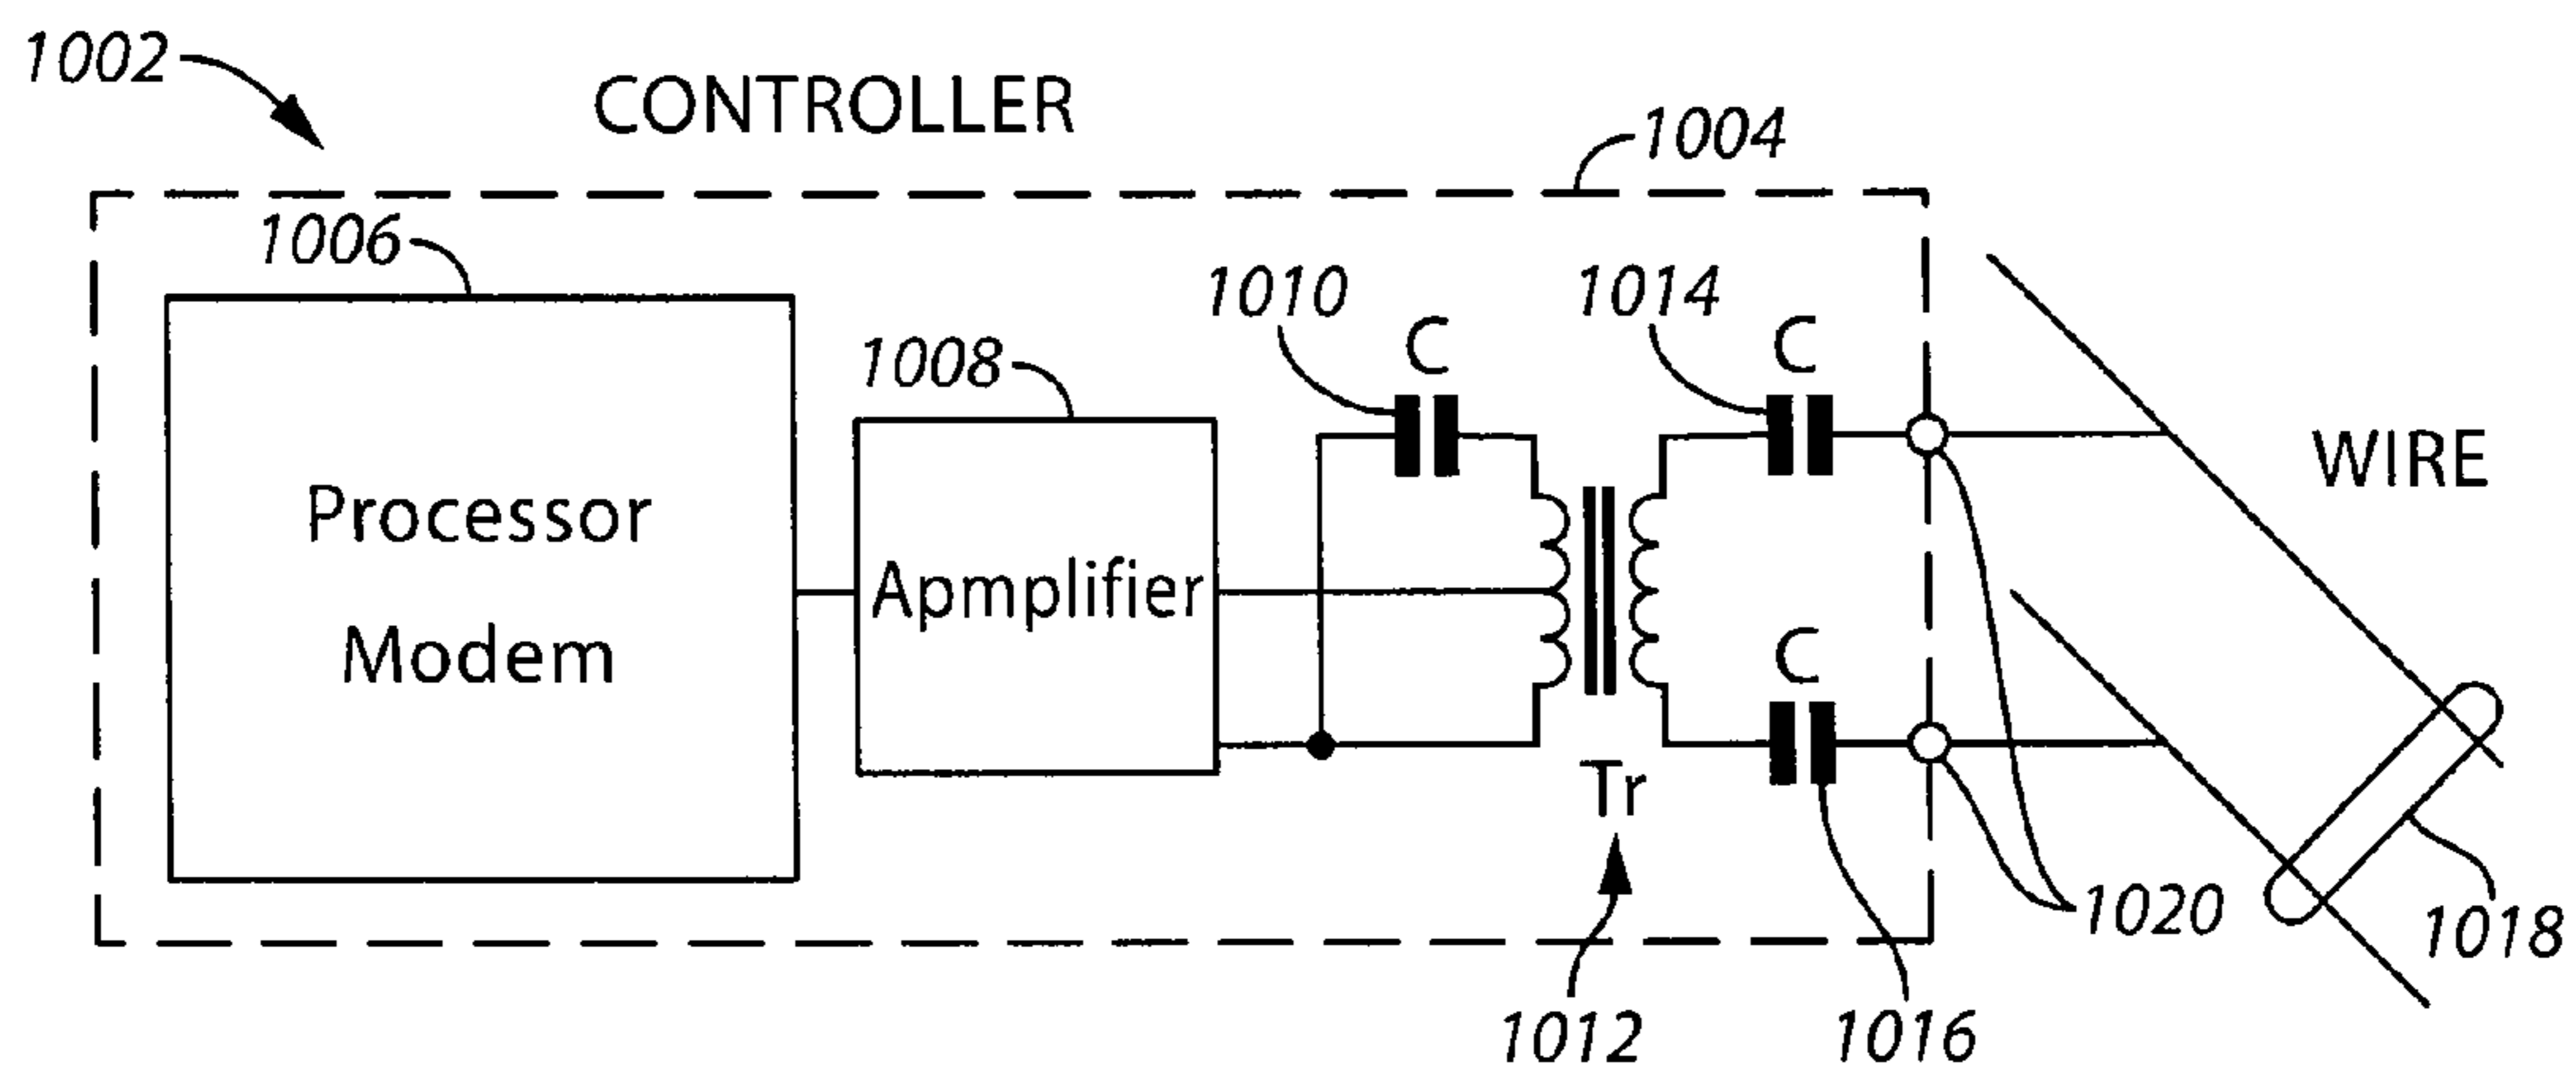 1002
CONTROLLER
1004
1006
1010
1014
1008
C
C
WIRE
Processor
Modem
Apmplifier
C
Tr
1020
1018
1012
1016